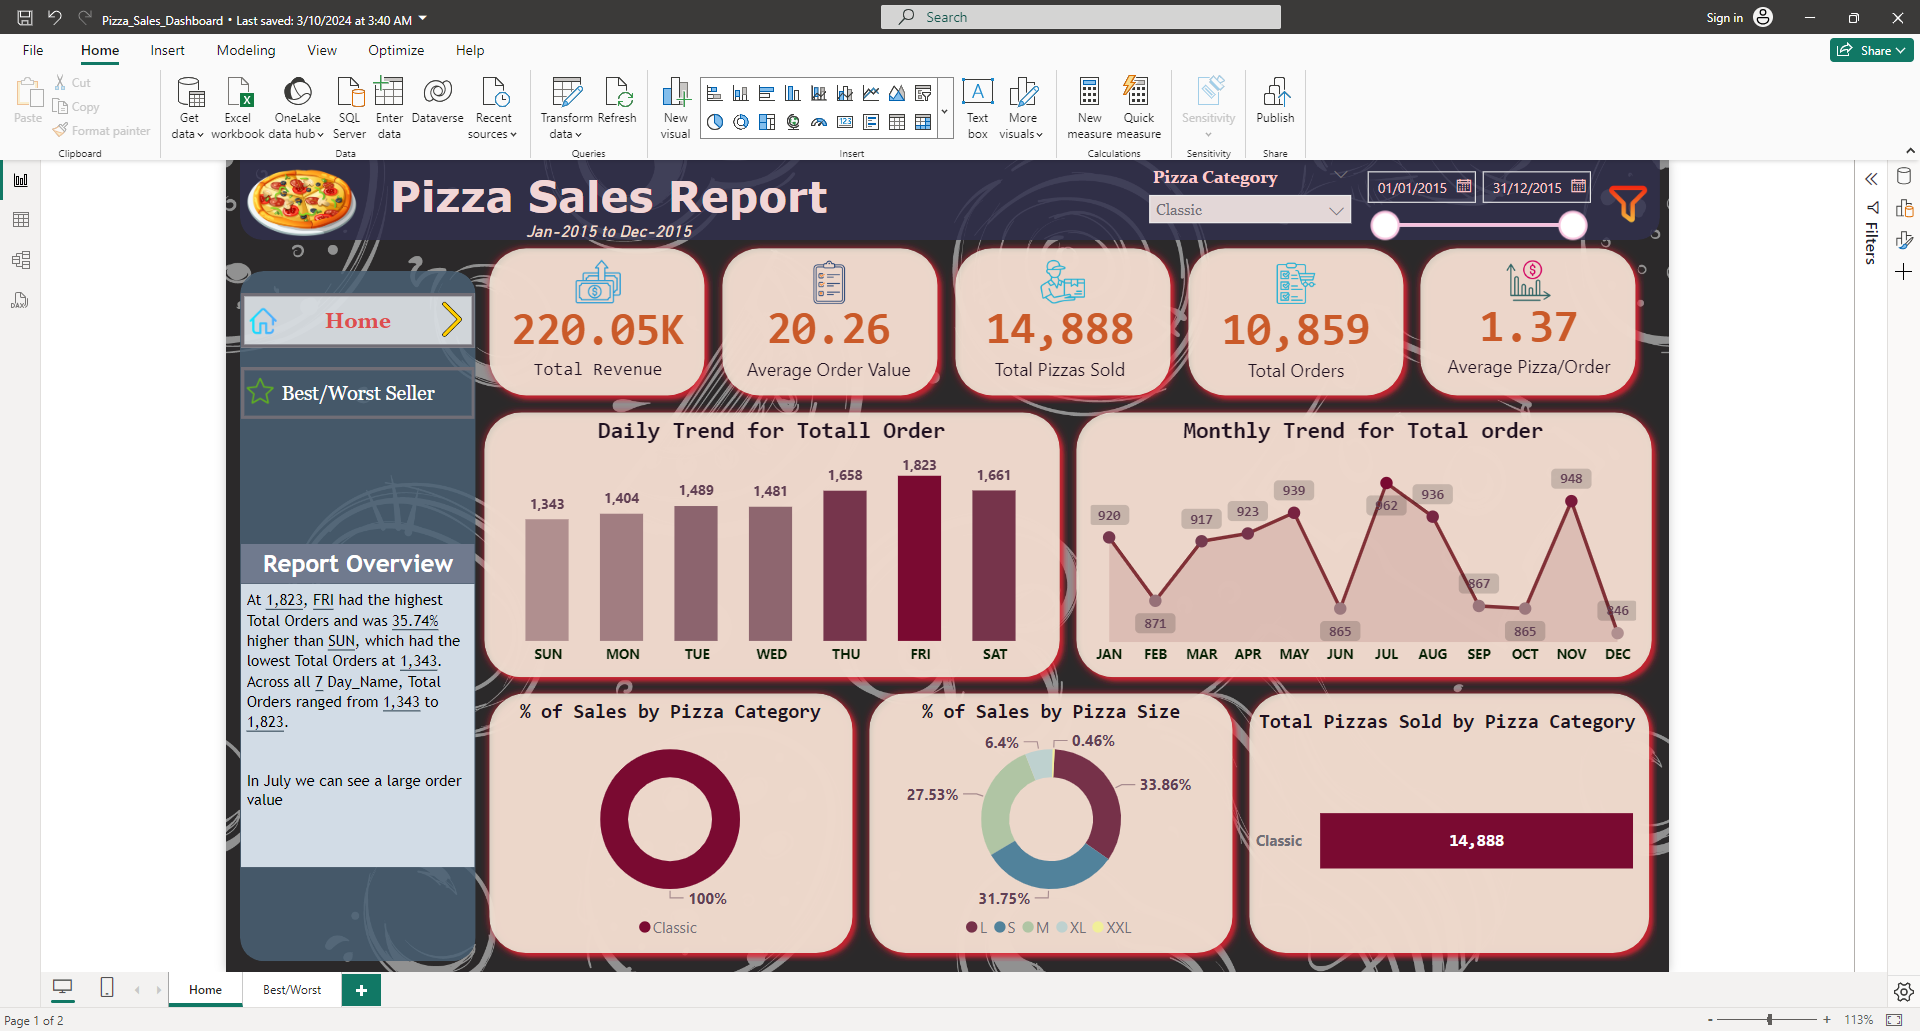 Pizza_Sales_Dashboard • Last saved: 3/10/2024 at 3:40 AM
Search
Sign in
File
Home
Insert
Modeling
View
Optimize
Help
Share
Paste
Cut
Copy
Format painter
Clipboard
Get data
Excel workbook
OneLake data hub
SQL Server
Enter data
Dataverse
Recent sources
Data
Transform data
Refresh
Queries
New visual
Text box
More visuals
Insert
New measure
Quick measure
Calculations
Sensitivity
Sensitivity
Publish
Share
Pizza Sales Report
Jan-2015 to Dec-2015
Pizza Category
Classic
01/01/2015
31/12/2015
Filters
Home
Best/Worst Seller
220.05K
Total Revenue
20.26
Average Order Value
14,888
Total Pizzas Sold
10,859
Total Orders
1.37
Average Pizza/Order
Daily Trend for Totall Order
1,343
1,404
1,489
1,481
1,658
1,823
1,661
SUN MON TUE WED THU FRI SAT
Monthly Trend for Total order
920
871
917
923
939
865
962
936
867
865
948
846
JAN FEB MAR APR MAY JUN JUL AUG SEP OCT NOV DEC
Report Overview
At 1,823, FRI had the highest
Total Orders and was 35.74%
higher than SUN, which had the
lowest Total Orders at 1,343.
Across all 7 Day_Name, Total
Orders ranged from 1,343 to
1,823.
In July we can see a large order
value
% of Sales by Pizza Category
100%
Classic
% of Sales by Pizza Size
6.4%
0.46%
33.86%
27.53%
31.75%
L S M XL XXL
Total Pizzas Sold by Pizza Category
Classic
14,888
Home
Best/Worst
Page 1 of 2
- + 113%